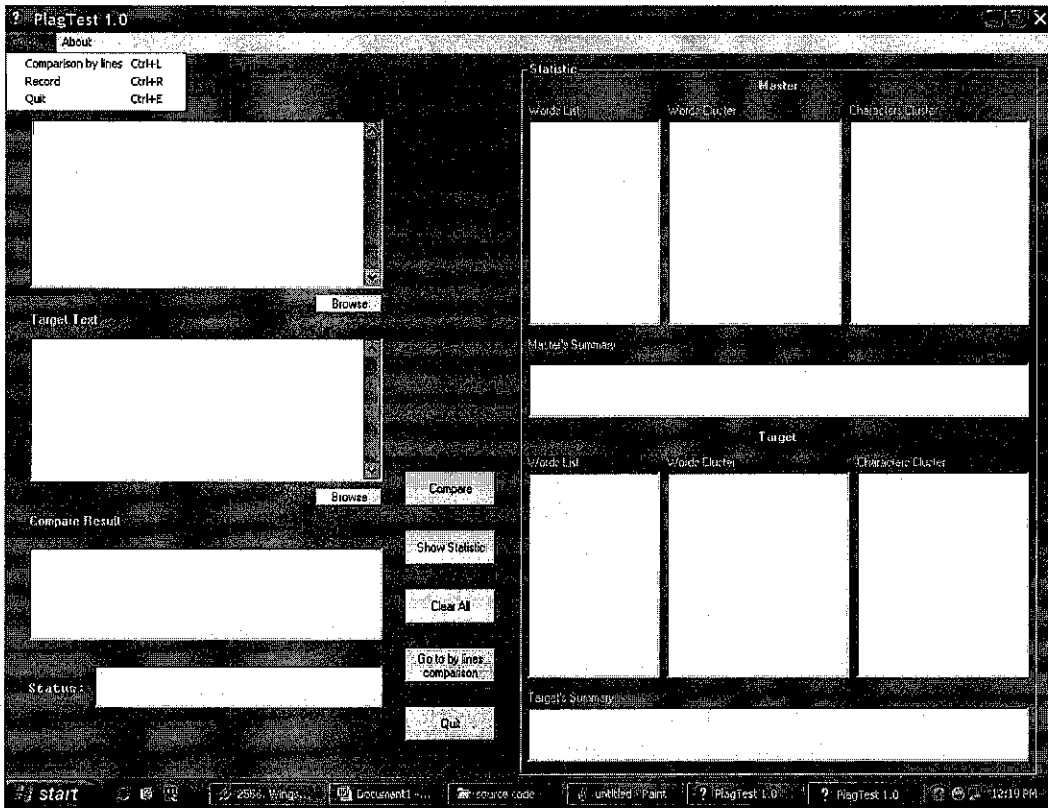 ? PlagTest 1.0
About
Comparison by lines Ctrl+L
Record Ctrl+R
Quit Ctrl+E
Statistic
Master
Words List Words Cluster Characters Cluster
Browse
Target Text
Master's Summary
Target
Words List Words Cluster Characters Cluster
Browse
Compare
Compare Result
Show Statistic
Clear All
Go to by lines
comparison
Status:
Quit
Target's Summary
start 2566, Wings... Document1 - ... source code untitled - Paint ? PlagTest 1.0 ? PlagTest 1.0 12:19 PM